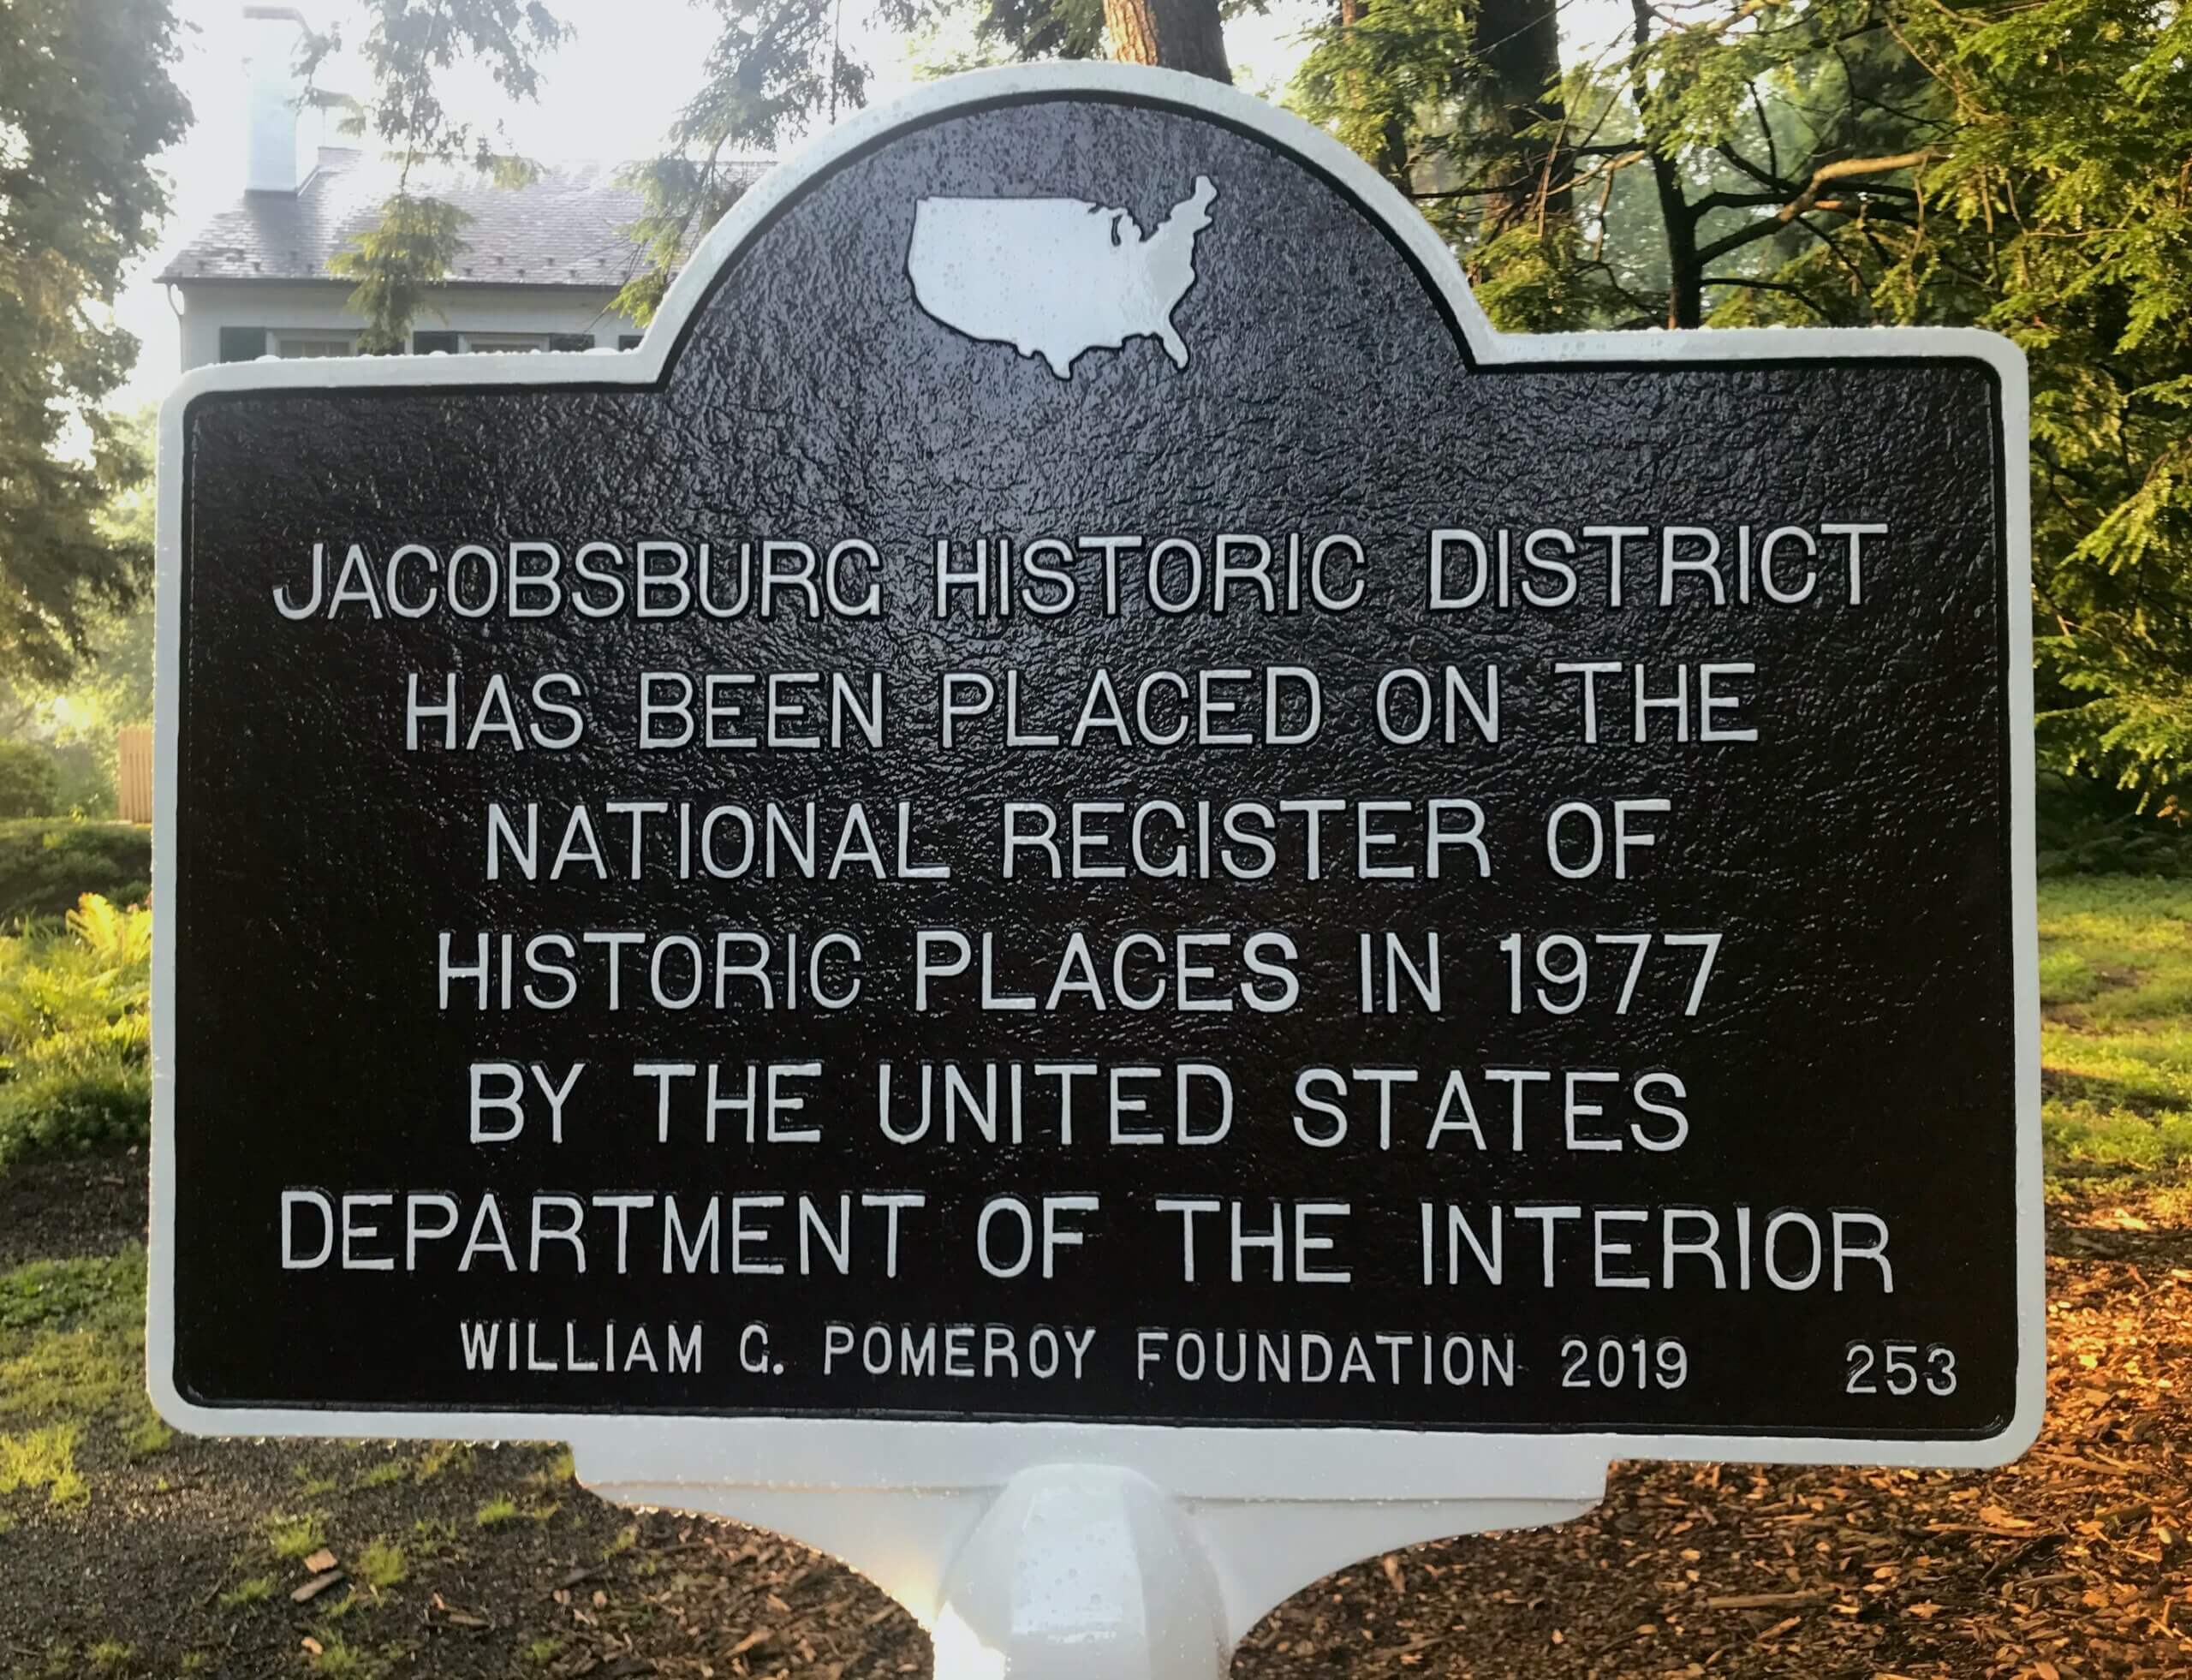 JACOBSBURG HISTORIC DISTRICT
HAS BEEN PLACED ON THE
NATIONAL REGISTER OF
HISTORIC PLACES IN 1977
BY THE UNITED STATES
DEPARTMENT OF THE INTERIOR
WILLIAM G. POMEROY FOUNDATION 2019 253